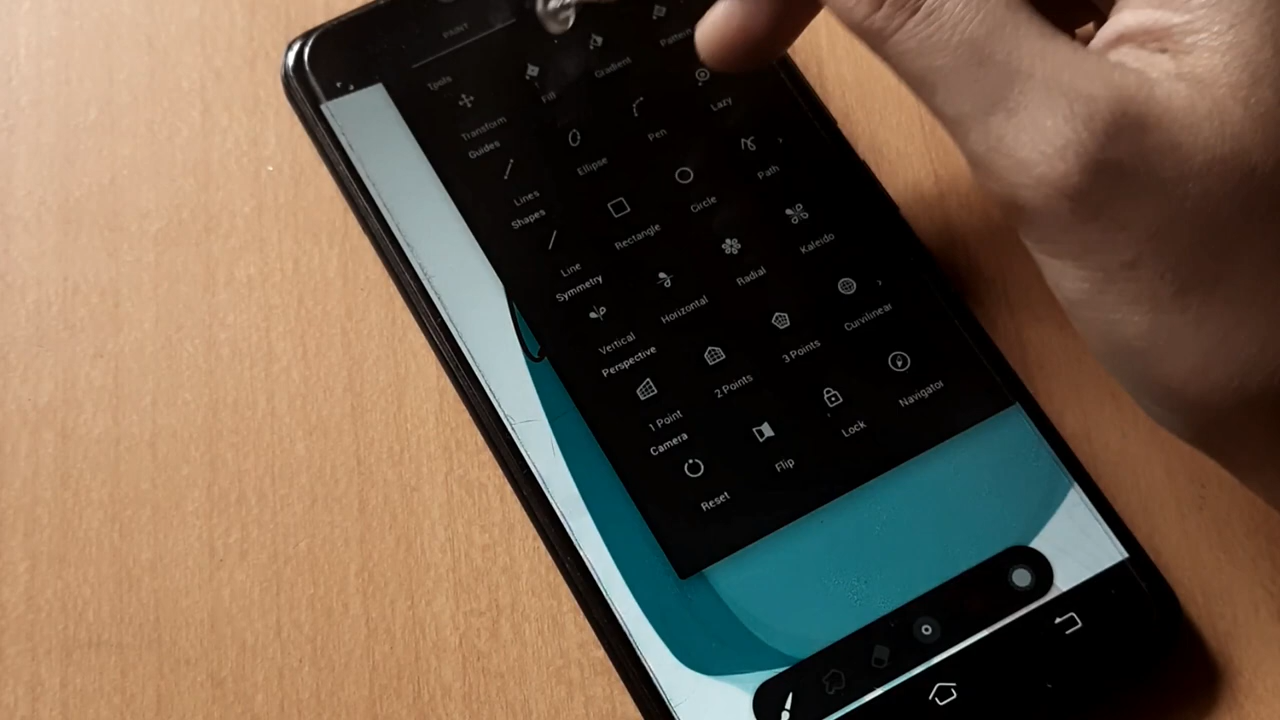 PAINT
Tools
Transform Fill Gradient Pattern
Guides
Lines Ellipse Pen Lazy
Shapes
Line Rectangle Circle Path
Symmetry
Vertical Horizontal Radial Kaleido
Perspective
1 Point 2 Points 3 Points Curvilinear
Camera
Reset Flip Lock Navigator